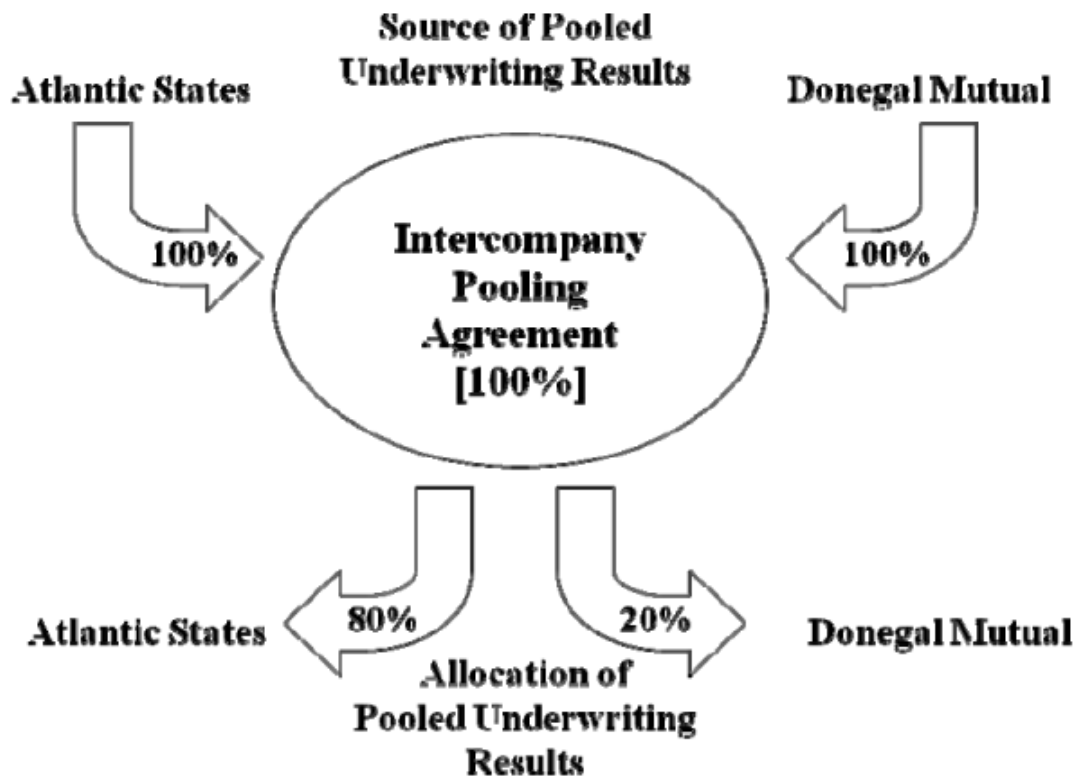 Source of Pooled
Underwriting Results
Atlantic States
Donegal Mutual
100%
100%
Intercompany
Pooling
Agreement
[100%]
80%
20%
Atlantic States
Donegal Mutual
Allocation of
Pooled Underwriting
Results